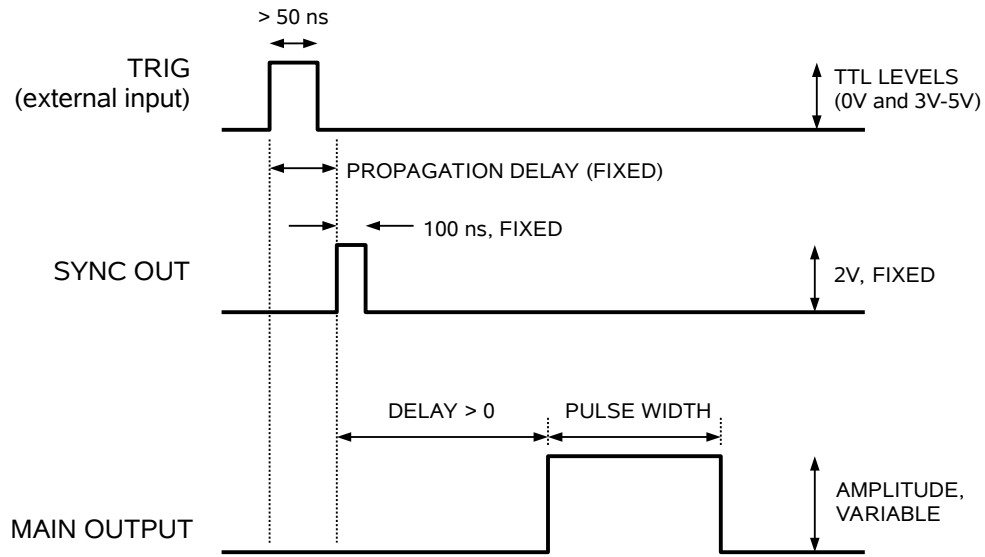 > 50 ns
TRIG
(external input)
TTL LEVELS
(0V and 3V-5V)
PROPAGATION DELAY (FIXED)
100 ns, FIXED
SYNC OUT
2V, FIXED
DELAY > 0
PULSE WIDTH
AMPLITUDE,
VARIABLE
MAIN OUTPUT